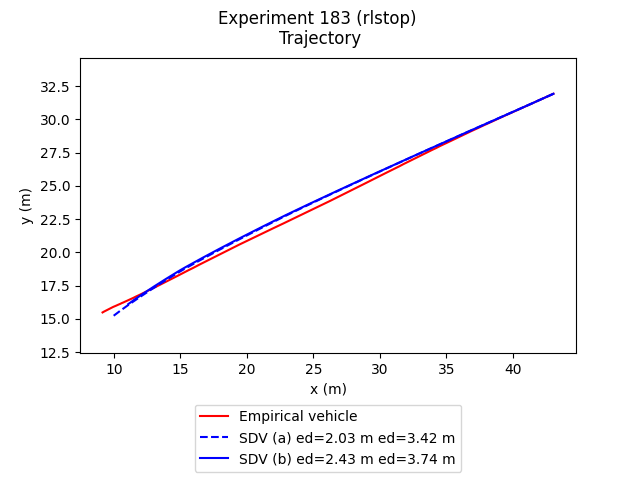 Experiment 183 (rlstop)
Trajectory
32.5
30.0
27.5
25.0
22.5
20.0
17.5
15.0
12.5
y (m)
10 15 20 25 30 35 40
x (m)
Empirical vehicle
SDV (a) ed=2.03 m ed=3.42 m
SDV (b) ed=2.43 m ed=3.74 m